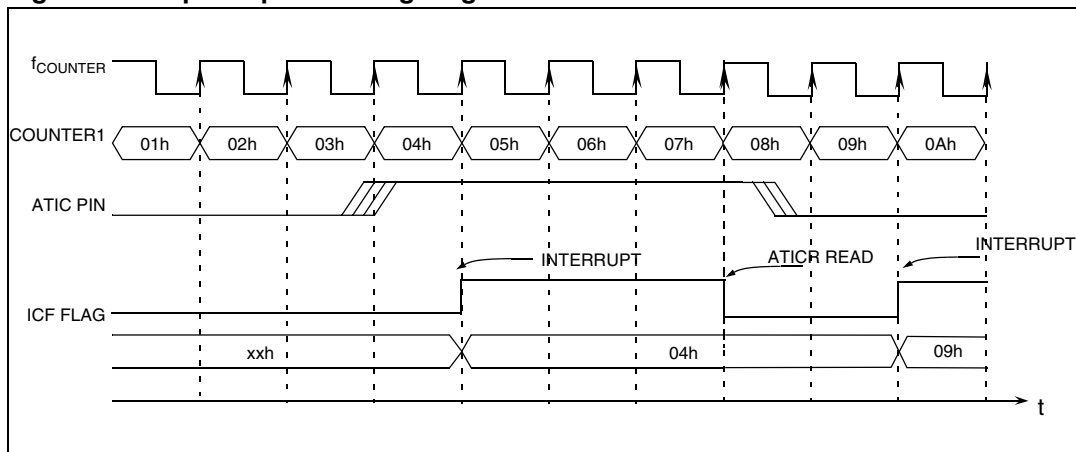 fCOUNTER
COUNTER1 01h 02h 03h 04h 05h 06h 07h 08h 09h 0Ah
ATIC PIN
INTERRUPT ATICR READ INTERRUPT
ICF FLAG
xxh 04h 09h
t